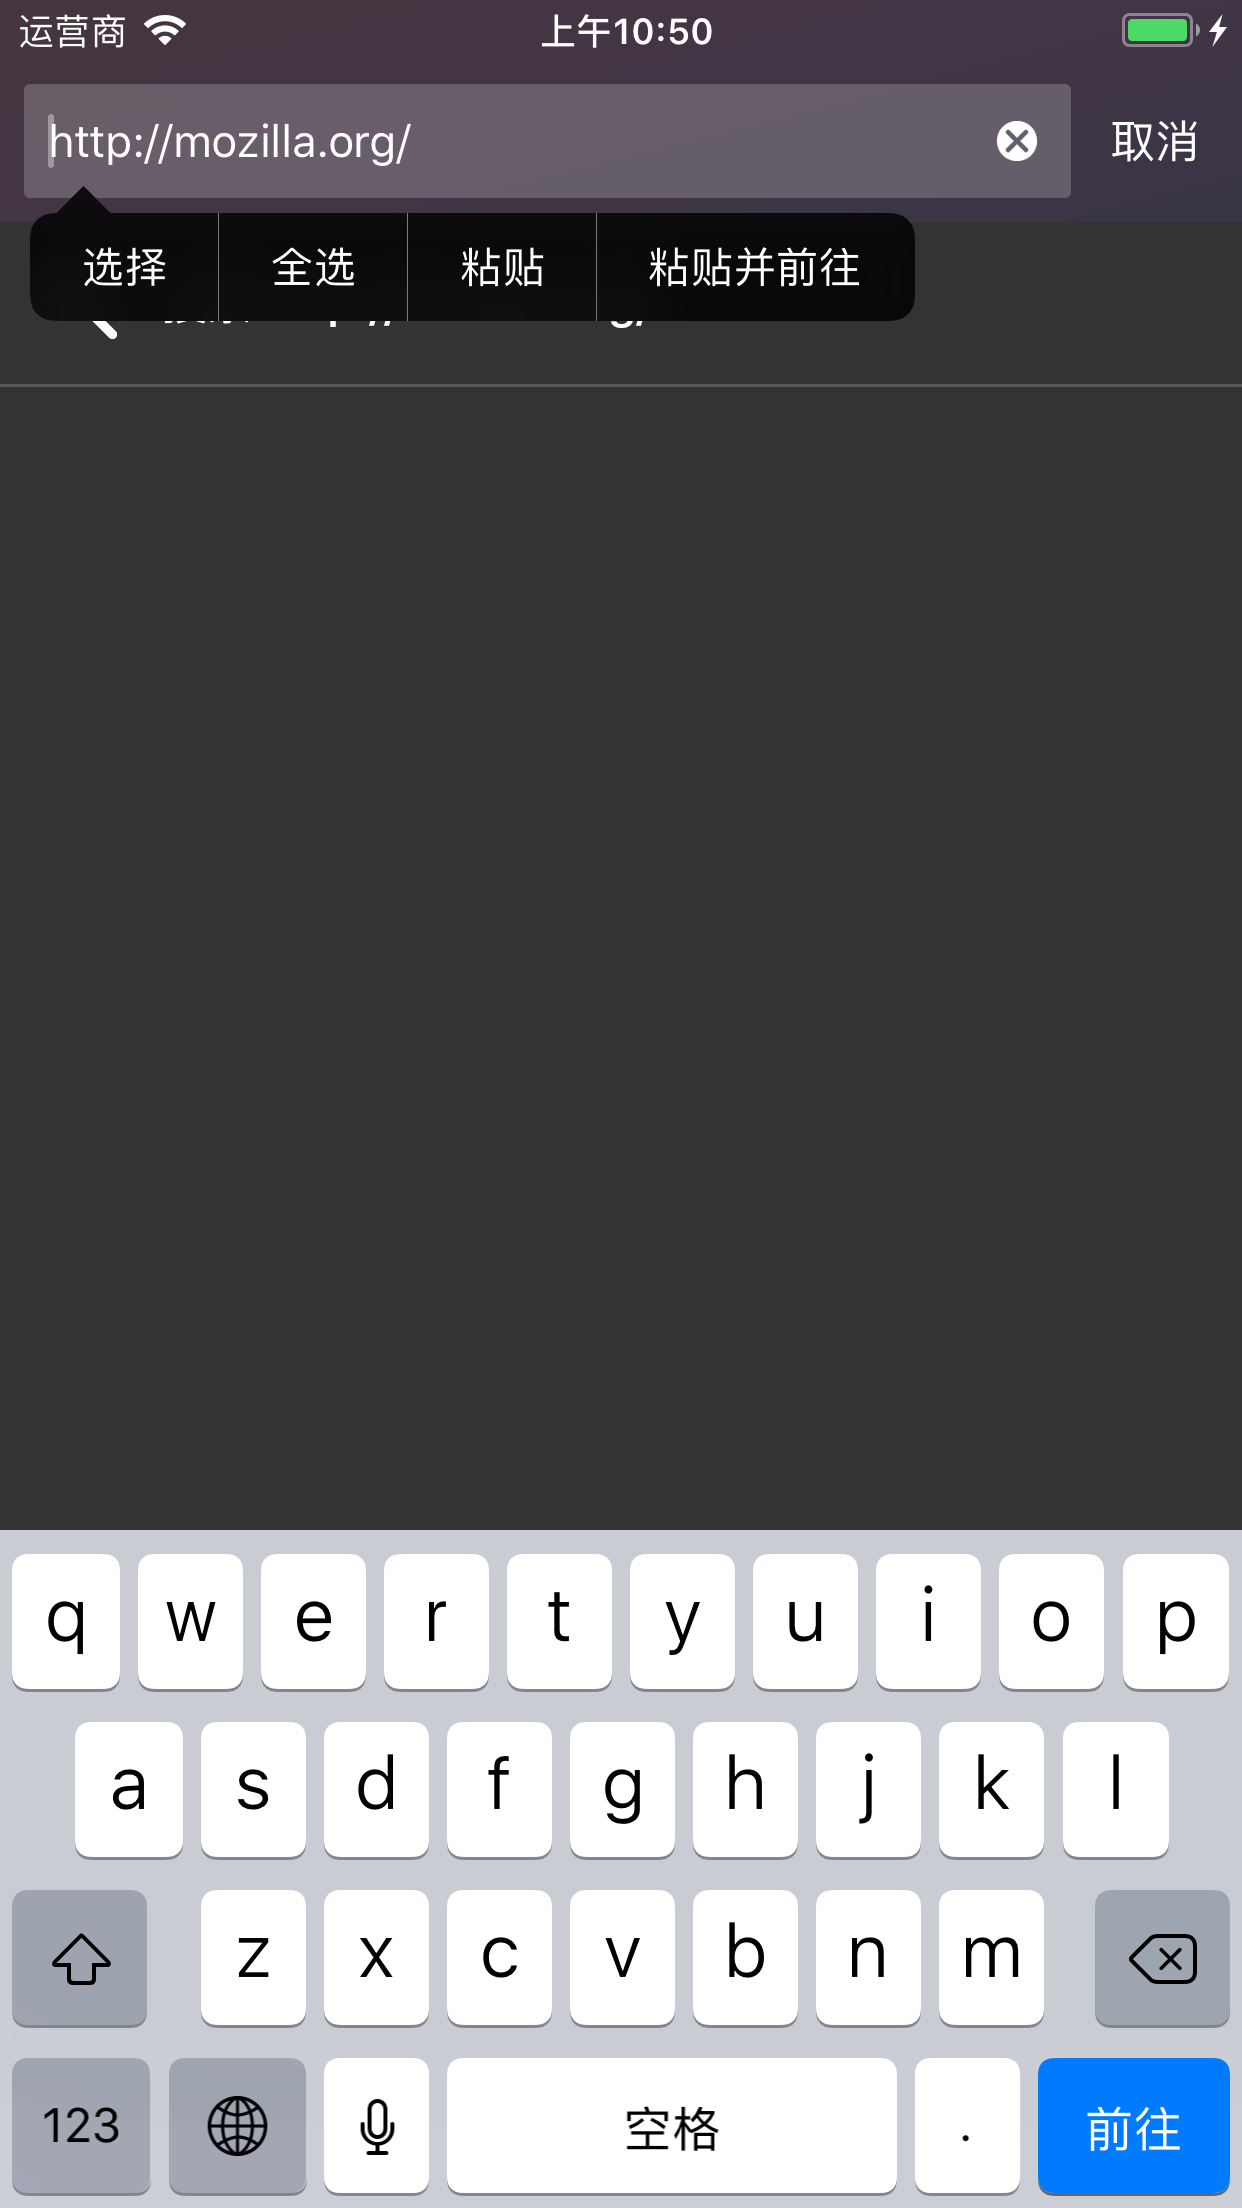 运营商 上午10:50
http://mozilla.org/ 取消
选择 全选 粘贴 粘贴并前往
q w e r t y u i o p
a s d f g h j k l
z x c v b n m
123 空格 . 前往